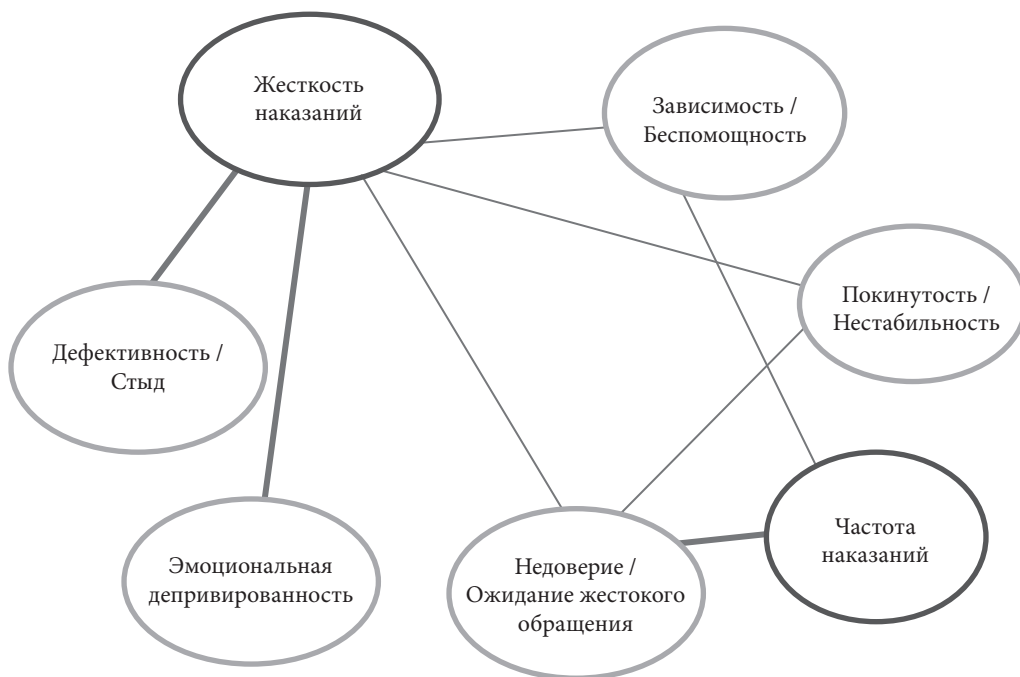 Жесткость
наказаний
Зависимость /
Беспомощность
Покинутость /
Нестабильность
Дефективность /
Стыд
Частота
наказаний
Эмоциональная
депривированность
Недоверие /
Ожидание жестокого
обращения